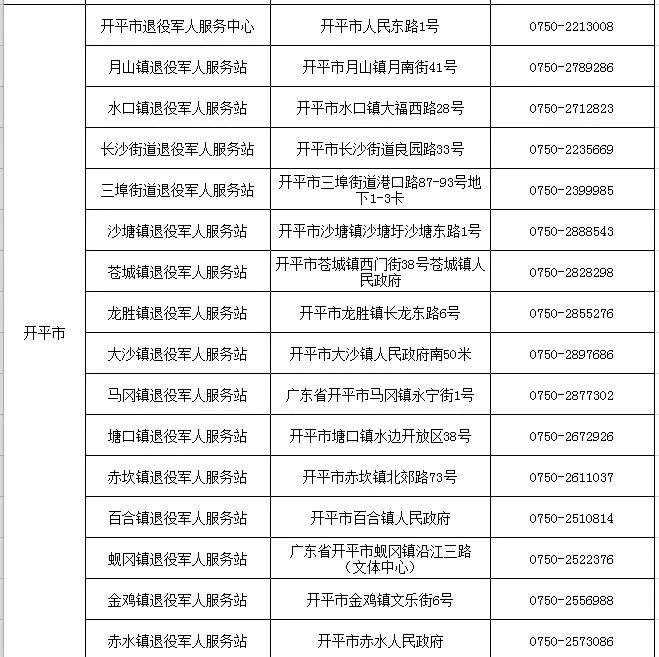 开平市
开平市退役军人服务中心 开平市人民东路1号 0750-2213008
月山镇退役军人服务站 开平市月山镇月南街41号 0750-2789286
水口镇退役军人服务站 开平市水口镇大福西路28号 0750-2712823
长沙街道退役军人服务站 开平市长沙街道良园路33号 0750-2235669
三埠街道退役军人服务站 开平市三埠街道港口路87-93号地
下1-3卡 0750-2399985
沙塘镇退役军人服务站 开平市沙塘镇沙塘圩沙塘东路1号 0750-2888543
苍城镇退役军人服务站 开平市苍城镇西门街38号苍城镇人
民政府 0750-2828298
龙胜镇退役军人服务站 开平市龙胜镇长龙东路6号 0750-2855276
大沙镇退役军人服务站 开平市大沙镇人民政府南50米 0750-2897686
马冈镇退役军人服务站 广东省开平市马冈镇永宁街1号 0750-2877302
塘口镇退役军人服务站 开平市塘口镇水边开放区38号 0750-2672926
赤坎镇退役军人服务站 开平市赤坎镇北郊路73号 0750-2611037
百合镇退役军人服务站 开平市百合镇人民政府 0750-2510814
蚬冈镇退役军人服务站 广东省开平市蚬冈镇沿江三路
（文体中心） 0750-2522376
金鸡镇退役军人服务站 开平市金鸡镇文乐街6号 0750-2556988
赤水镇退役军人服务站 开平市赤水人民政府 0750-2573086